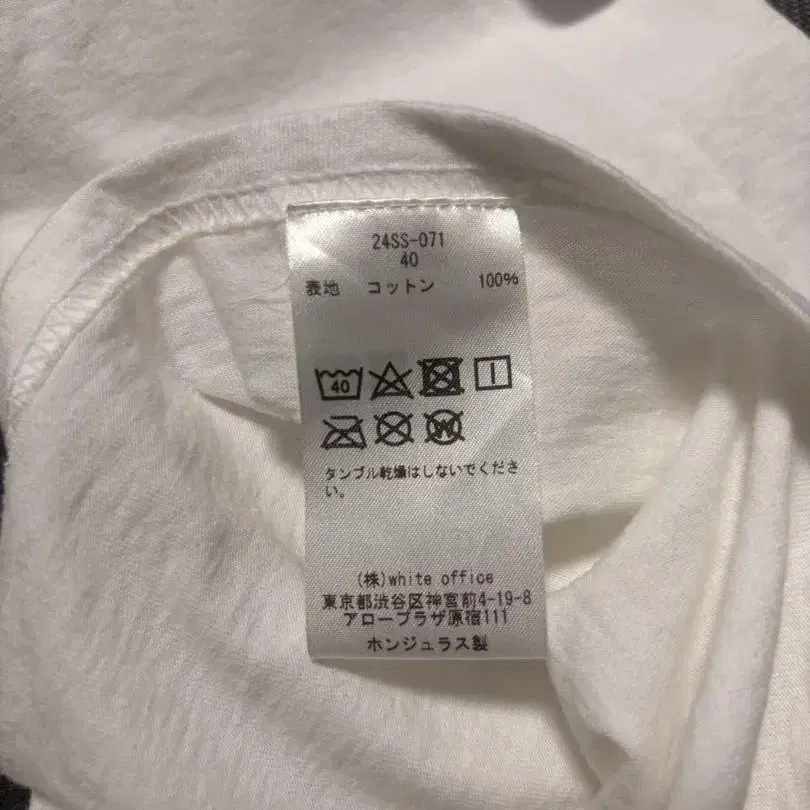 24SS-071
40
表地 コットン 100%
40
W
タンブル乾燥はしないでくださ
い。
(株)white office
東京都渋谷区神宮前4-19-8
アロープラザ原宿111
ホンジュラス製